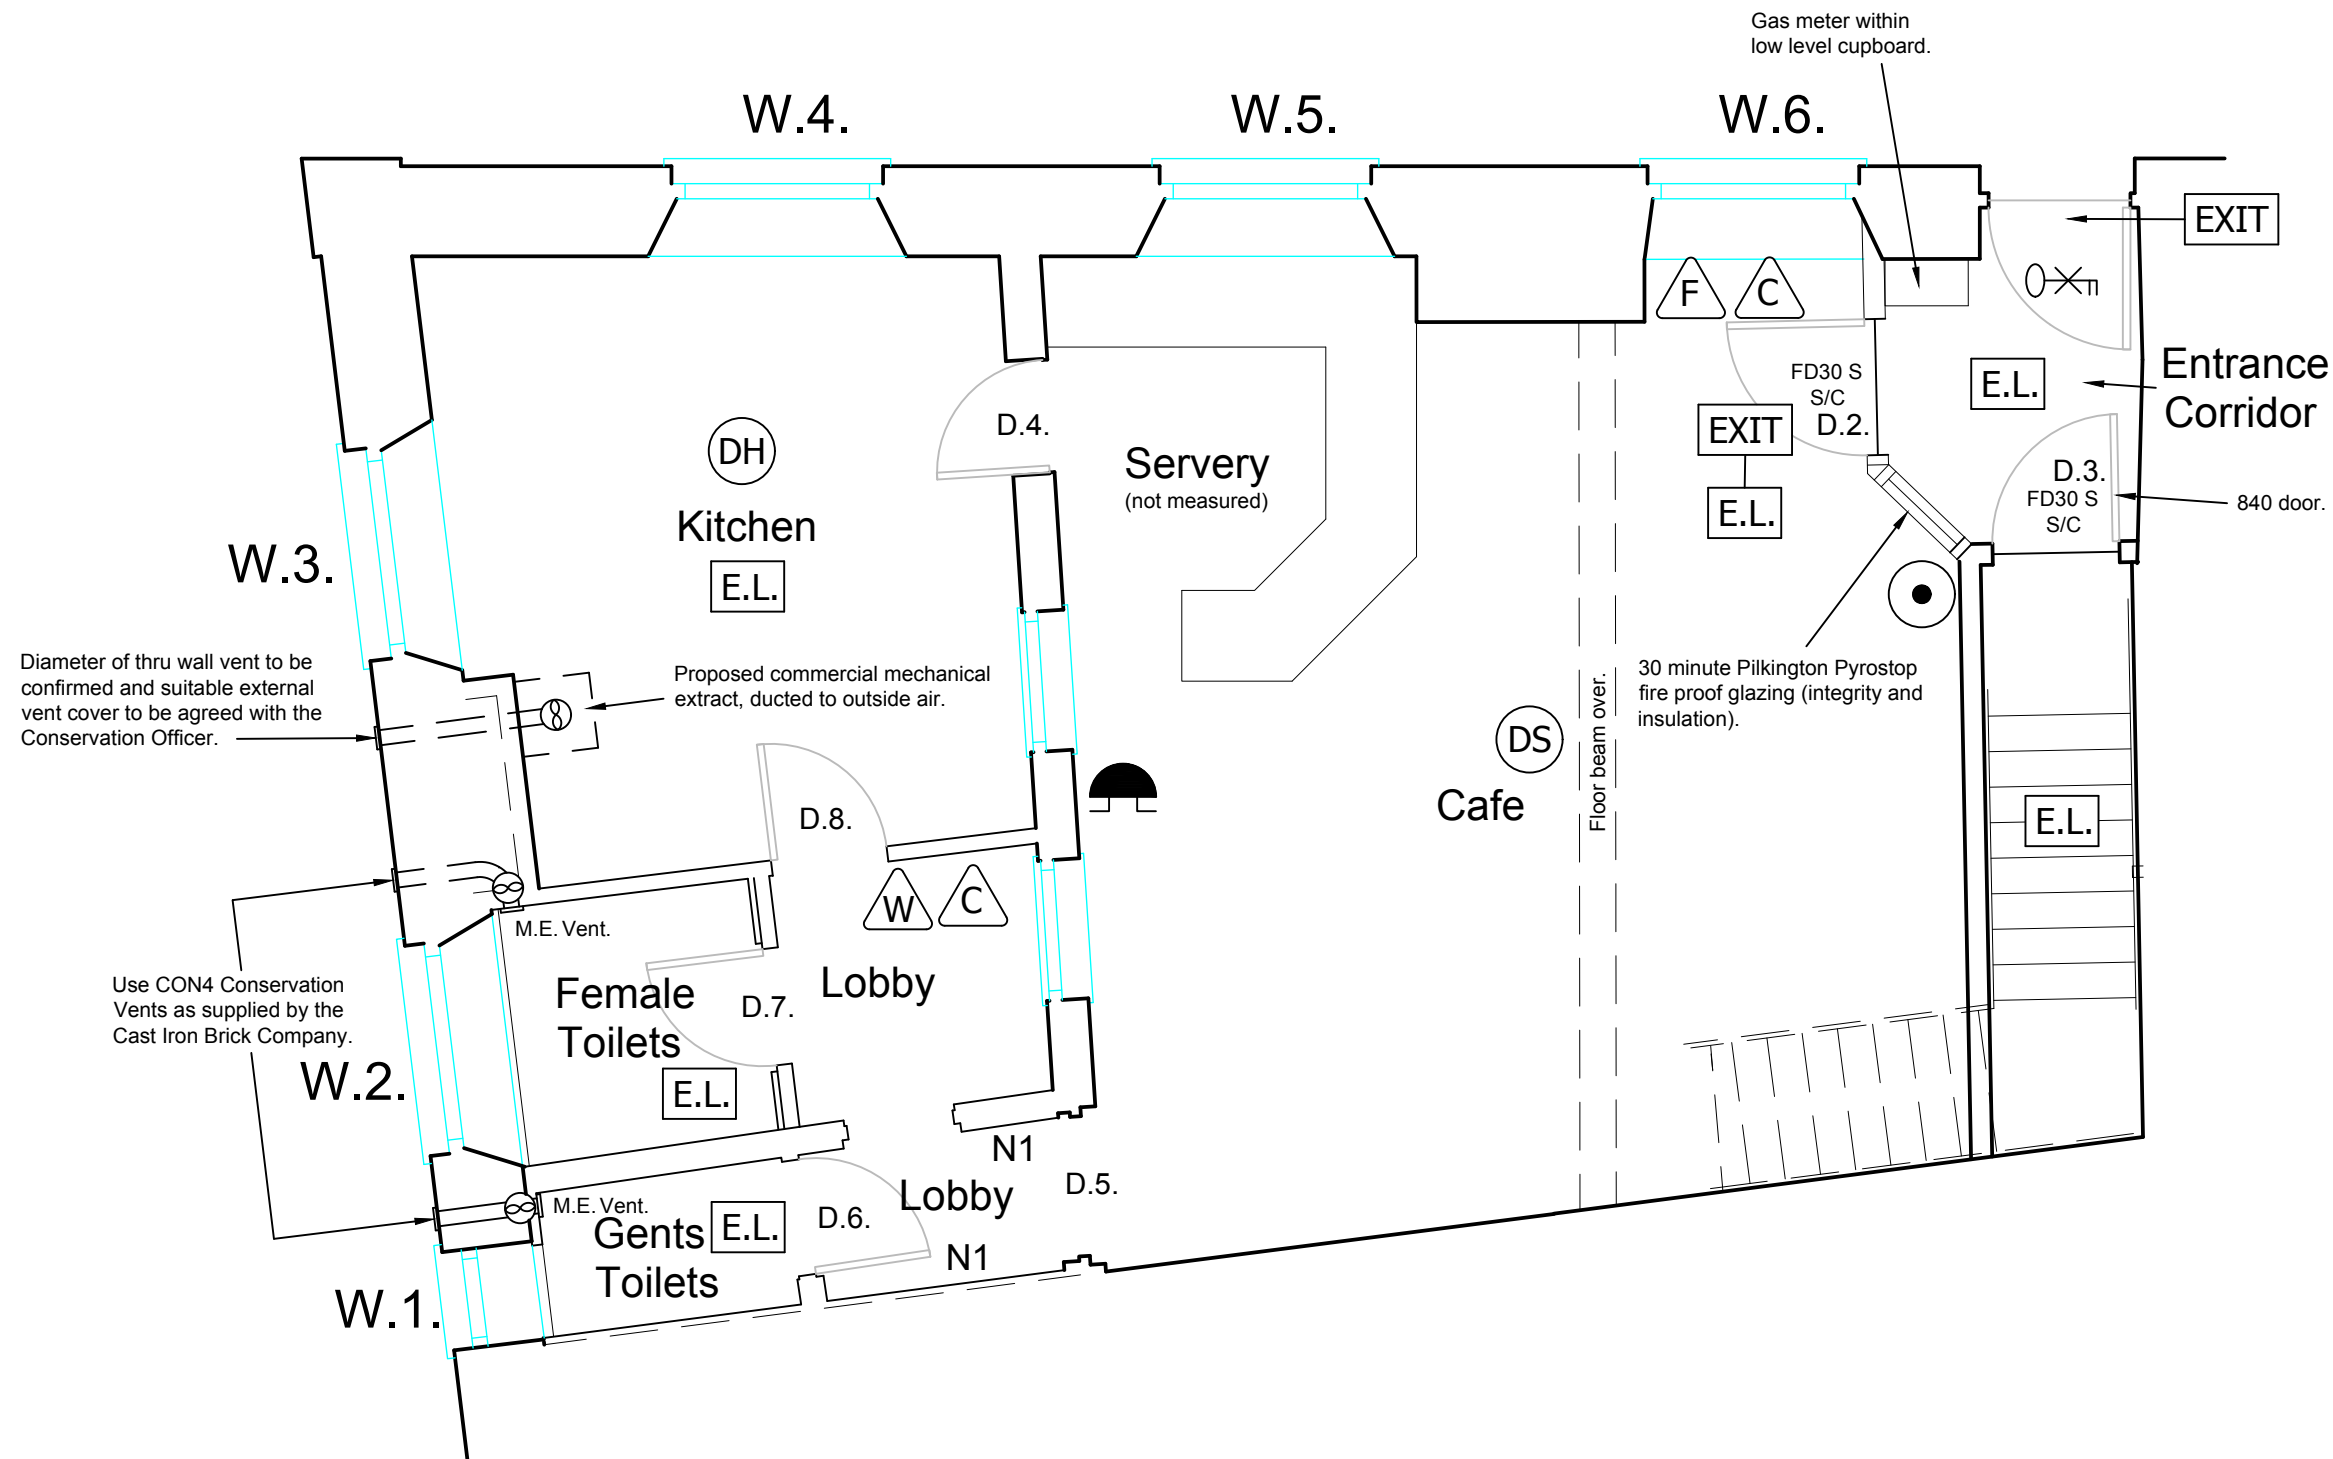 Gas meter within
low level cupboard.
W.4.
W.5.
W.6.
EXIT
F
C
Entrance
Corridor
E.L.
FD30 S
S/C
D.2.
EXIT
E.L.
D.3.
FD30 S
S/C
840 door.
D.4.
Servery
(not measured)
DH
Kitchen
E.L.
W.3.
Diameter of thru wall vent to be
confirmed and suitable external
vent cover to be agreed with the
Conservation Officer.
Proposed commercial mechanical
extract, ducted to outside air.
30 minute Pilkington Pyrostop
fire proof glazing (integrity and
insulation).
DS
Cafe
Floor beam over.
E.L.
D.8.
W
C
M.E. Vent.
Lobby
Female
Toilets
D.7.
E.L.
Use CON4 Conservation
Vents as supplied by the
Cast Iron Brick Company.
W.2.
N1
D.5.
Lobby
M.E. Vent.
Gents
Toilets
E.L.
D.6.
N1
W.1.